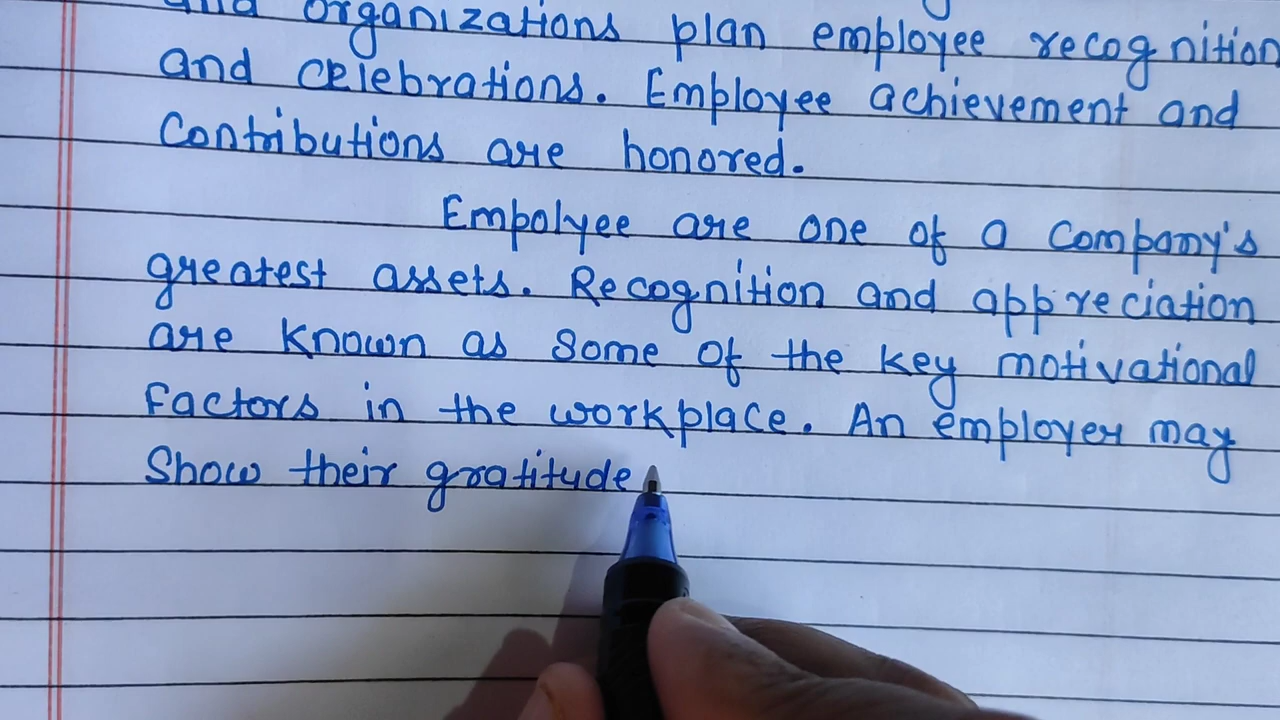 and organizations plan employee recognition
and celebrations. Employee achievement and
Contributions are honored.
Empolyee are one of a Company's
greatest assets. Recognition and appreciation
are known as some of the key motivational
Factors in the workplace. An employer may
Show their gratitude